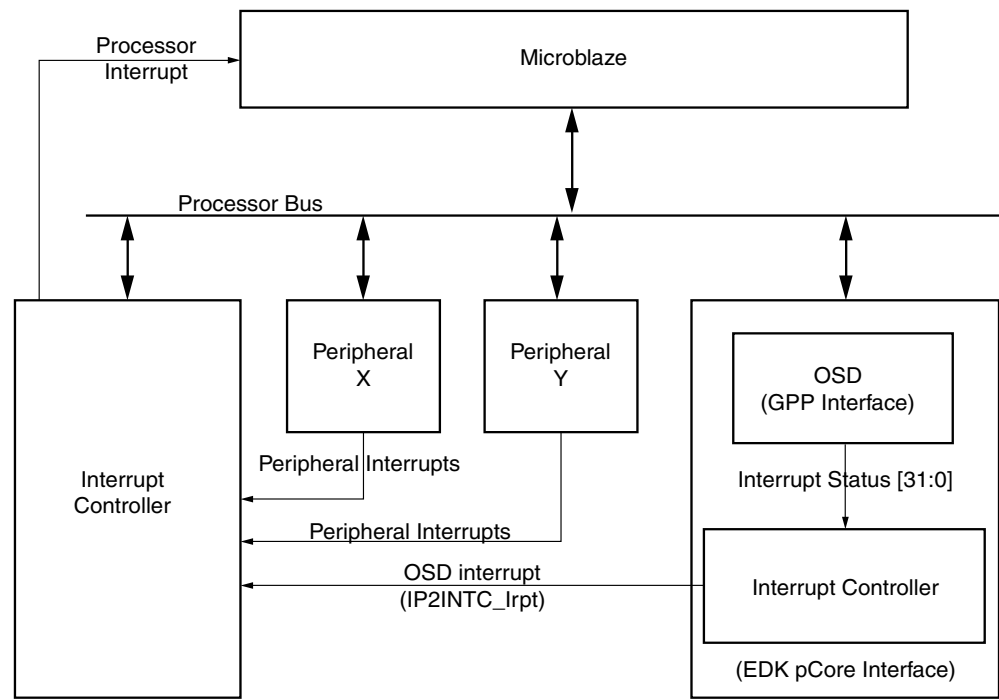 Processor
Interrupt
Microblaze
Processor Bus
Peripheral
X
Peripheral
Y
OSD
(GPP Interface)
Peripheral Interrupts
Interrupt Status [31:0]
Interrupt
Controller
Peripheral Interrupts
OSD interrupt
(IP2INTC_Irpt)
Interrupt Controller
(EDK pCore Interface)